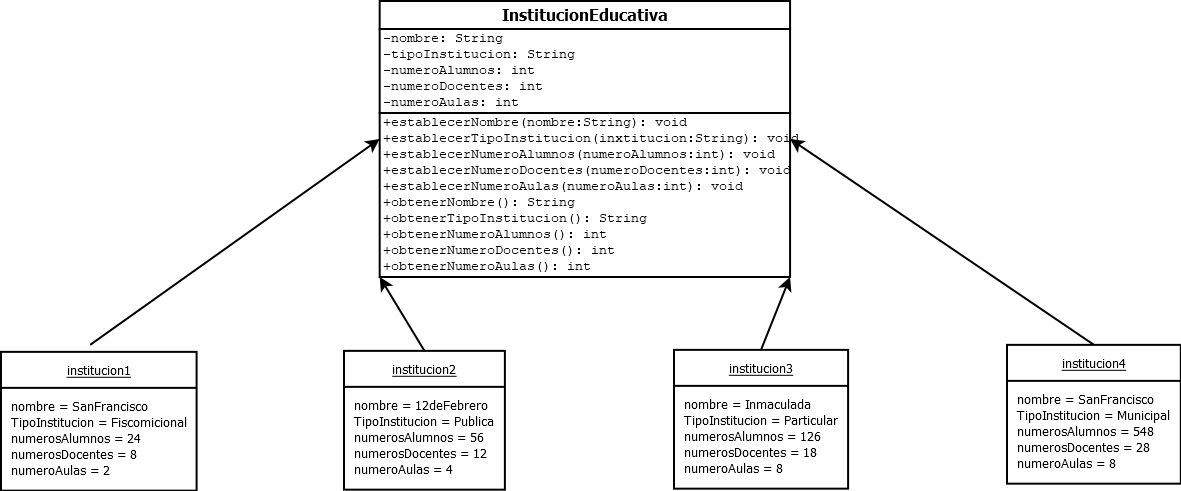 InstitucionEducativa
-nombre: String
-tipoInstitucion: String
-numeroAlumnos: int
-numeroDocentes: int
-numeroAulas: int
+establecerNombre(nombre:String): void
+establecerTipoInstitucion(inxtitucion:String): void
+establecerNumeroAlumnos(numeroAlumnos:int): void
+establecerNumeroDocentes(numeroDocentes:int): void
+establecerNumeroAulas(numeroAulas:int): void
+obtenerNombre(): String
+obtenerTipoInstitucion(): String
+obtenerNumeroAlumnos(): int
+obtenerNumeroDocentes(): int
+obtenerNumeroAulas(): int
institucion1
nombre = SanFrancisco
TipoInstitucion = Fiscomicional
numerosAlumnos = 24
numerosDocentes = 8
numeroAulas = 2
institucion2
nombre = 12deFebrero
TipoInstitucion = Publica
numerosAlumnos = 56
numerosDocentes = 12
numeroAulas = 4
institucion3
nombre = Inmaculada
TipoInstitucion = Particular
numerosAlumnos = 126
numerosDocentes = 18
numeroAulas = 8
institucion4
nombre = SanFrancisco
TipoInstitucion = Municipal
numerosAlumnos = 548
numerosDocentes = 28
numeroAulas = 8